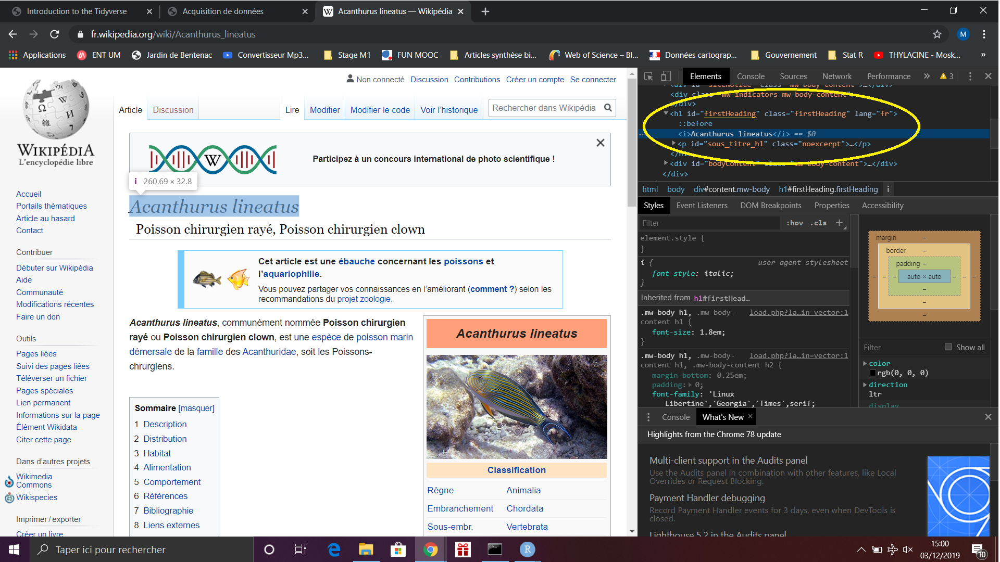 Introduction to the Tidyverse
Acquisition de données
Acanthurus lineatus — Wikipédia
fr.wikipedia.org/wiki/Acanthurus_lineatus
M
Applications
ENT UM
Jardin de Bentenac
Convertisseur Mp3...
Stage M1
FUN MOOC
Articles synthèse bi...
Web of Science – Bl...
Données cartograp...
Gouvernement
Stat R
THYLACINE - Mosk...
»
WIKIPÉDIA
L'encyclopédie libre
Accueil
Portails thématiques
Article au hasard
Contact
Contribuer
Débuter sur Wikipédia
Aide
Communauté
Modifications récentes
Faire un don
Outils
Pages liées
Suivi des pages liées
Téléverser un fichier
Pages spéciales
Lien permanent
Informations sur la page
Élément Wikidata
Citer cette page
Dans d'autres projets
Wikimedia
Commons
Wikispecies
Imprimer / exporter
Créer un livre
Non connecté Discussion Contributions Créer un compte Se connecter
Article Discussion Lire Modifier Modifier le code Voir l'historique Rechercher dans Wikipédia
Participez à un concours international de photo scientifique !
i 260.69 × 32.8
Acanthurus lineatus
Poisson chirurgien rayé, Poisson chirurgien clown
Cet article est une ébauche concernant les poissons et
l'aquariophilie.
Vous pouvez partager vos connaissances en l'améliorant (comment ?) selon les
recommandations du projet zoologie.
Acanthurus lineatus, communément nommée Poisson chirurgien
rayé ou Poisson chirurgien clown, est une espèce de poisson marin
démersale de la famille des Acanthuridae, soit les Poissons-
chrurgiens.
Sommaire [masquer]
1 Description
2 Distribution
3 Habitat
4 Alimentation
5 Comportement
6 Références
7 Bibliographie
8 Liens externes
Acanthurus lineatus
Classification
Règne Animalia
Embranchement Chordata
Sous-embr. Vertebrata
Elements Console Sources Network Performance » 3
<div id="siteNotice" class="mw-body-content">…</div>
<div class="mw-indicators mw-body-content">
</div>
<h1 id="firstHeading" class="firstHeading" lang="fr">
::before
<i>Acanthurus lineatus</i> == $0
<p id="sous_titre_h1" class="noexcerpt">…</p>
</h1>
<div id="bodyContent" class="mw-body-content">…</div>
</div>
html body div#content.mw-body h1#firstHeading.firstHeading i
Styles Event Listeners DOM Breakpoints Properties Accessibility
Filter :hov .cls +
element.style {
}
i { user agent stylesheet
font-style: italic;
}
Inherited from h1#firstHead…
.mw-body h1, .mw-body- load.php?la…in=vector:1
content h1 {
font-size: 1.8em;
}
.mw-body h1, .mw-body- load.php?la…in=vector:1
content h1, .mw-body-content h2 {
margin-bottom: 0.25em;
padding: 0;
font-family: 'Linux
Libertine','Georgia','Times',serif;
margin –
border –
padding –
– – – auto × auto – – –
–
–
–
Filter Show all
color
rgb(0, 0, 0)
direction
ltr
display
Console What's New
Highlights from the Chrome 78 update
Multi-client support in the Audits panel
Use the Audits panel in combination with other features, like Local
Overrides or Request Blocking.
Payment Handler debugging
Record Payment Handler events for 3 days, even when DevTools is
closed.
Lighthouse 5.2 in the Audits panel
Taper ici pour rechercher
R
15:00
03/12/2019
10